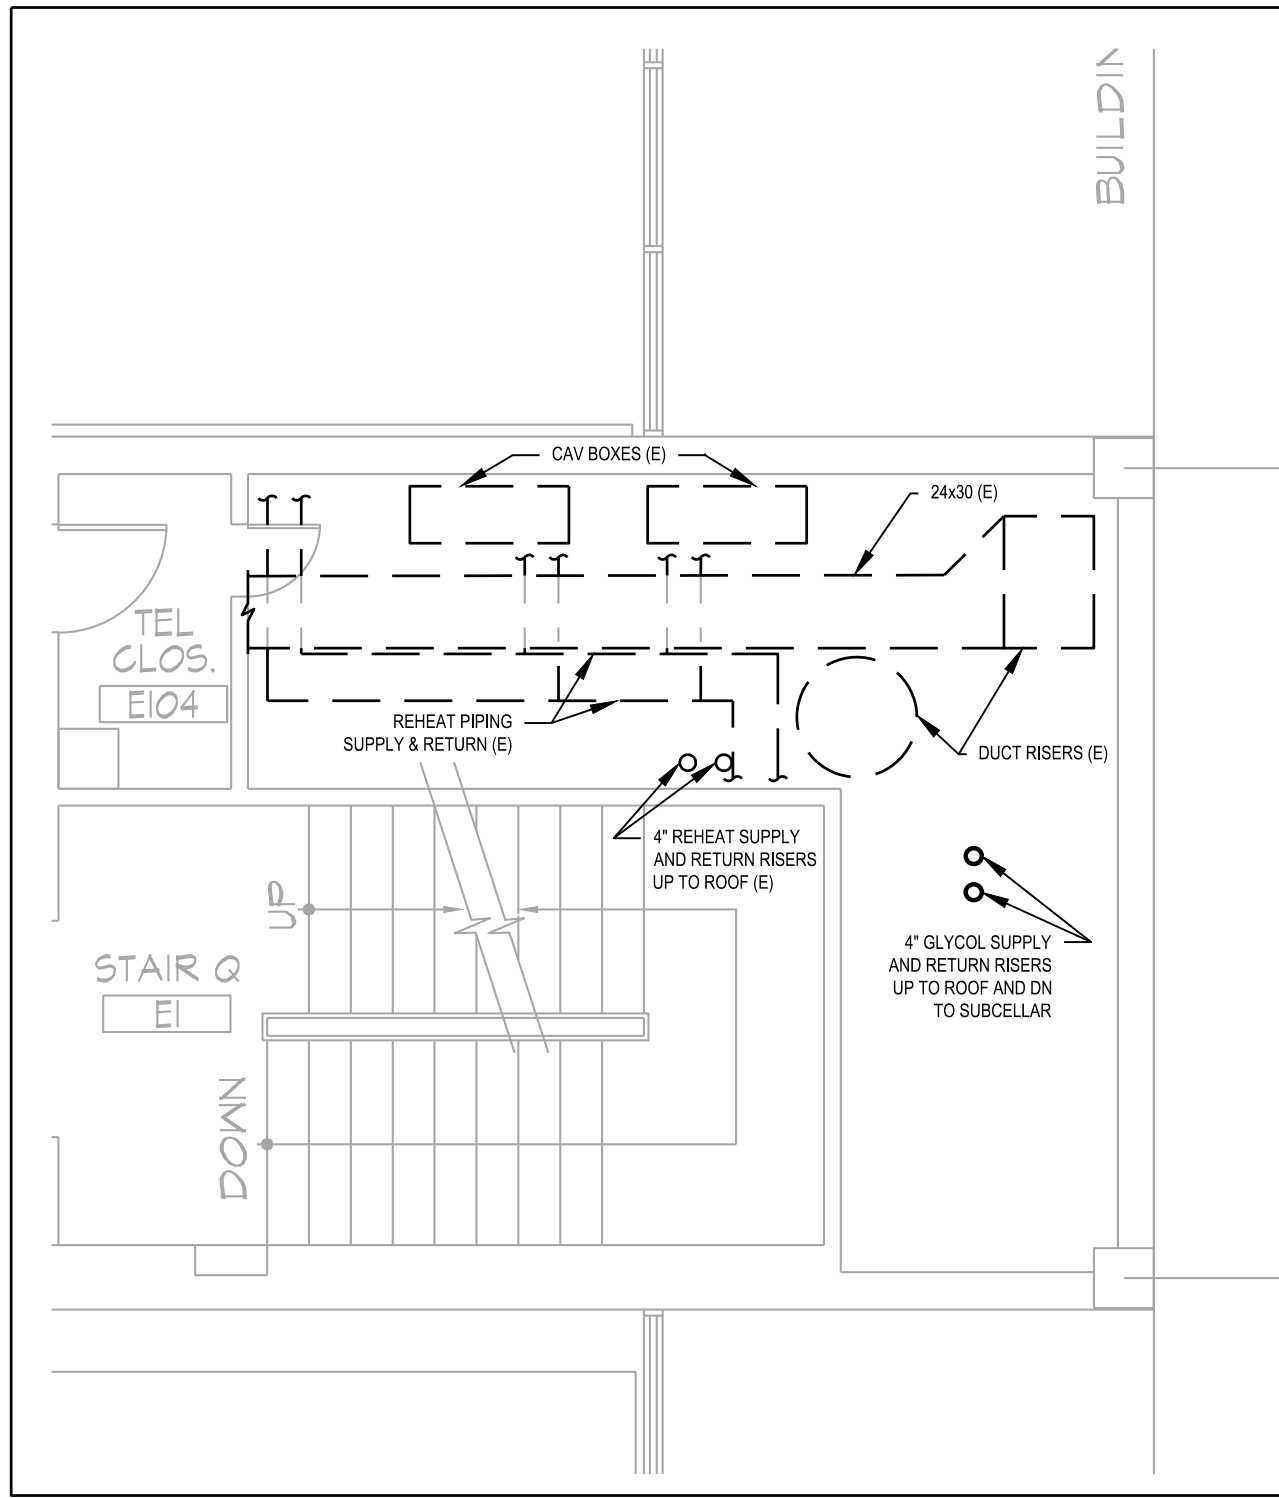 BUILDIN
CAV BOXES (E)
24x30 (E)
TEL
CLOS.
E104
REHEAT PIPING
SUPPLY & RETURN (E)
DUCT RISERS (E)
4" REHEAT SUPPLY
AND RETURN RISERS
UP TO ROOF (E)
UP
4" GLYCOL SUPPLY
AND RETURN RISERS
UP TO ROOF AND DN
TO SUBCELLAR
STAIR Q
E1
DOWN